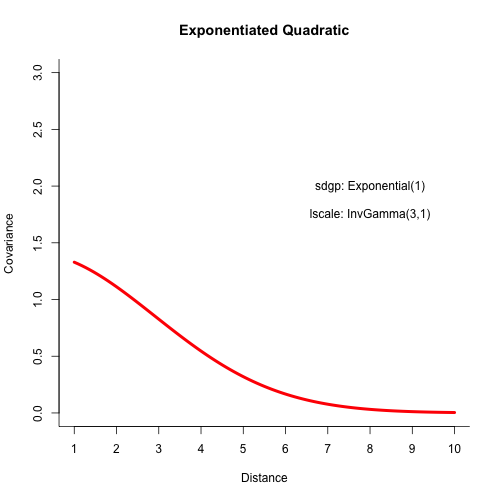 Exponentiated Quadratic
3.0
2.5
2.0
1.5
1.0
0.5
0.0
Covariance
sdgp: Exponential(1)
lscale: InvGamma(3,1)
1 2 3 4 5 6 7 8 9 10
Distance